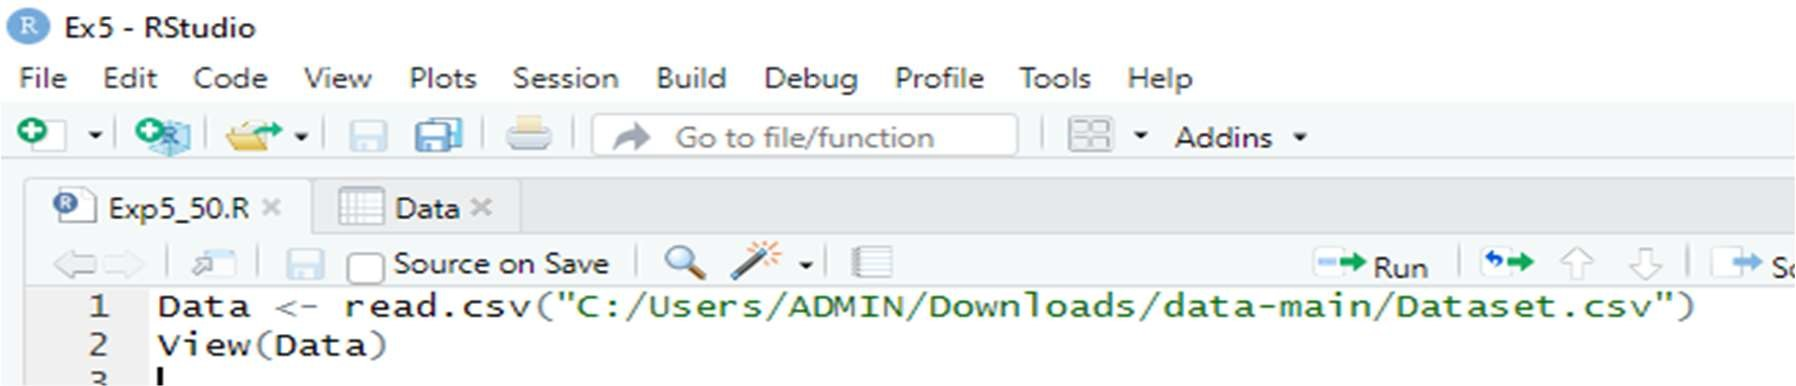 R Ex5 - RStudio
File Edit Code View Plots Session Build Debug Profile Tools Help
R Go to file/function Addins
R Exp5_50.R Data
Source on Save Run
1 Data <- read.csv("C:/Users/ADMIN/Downloads/data-main/Dataset.csv")
2 View(Data)
3